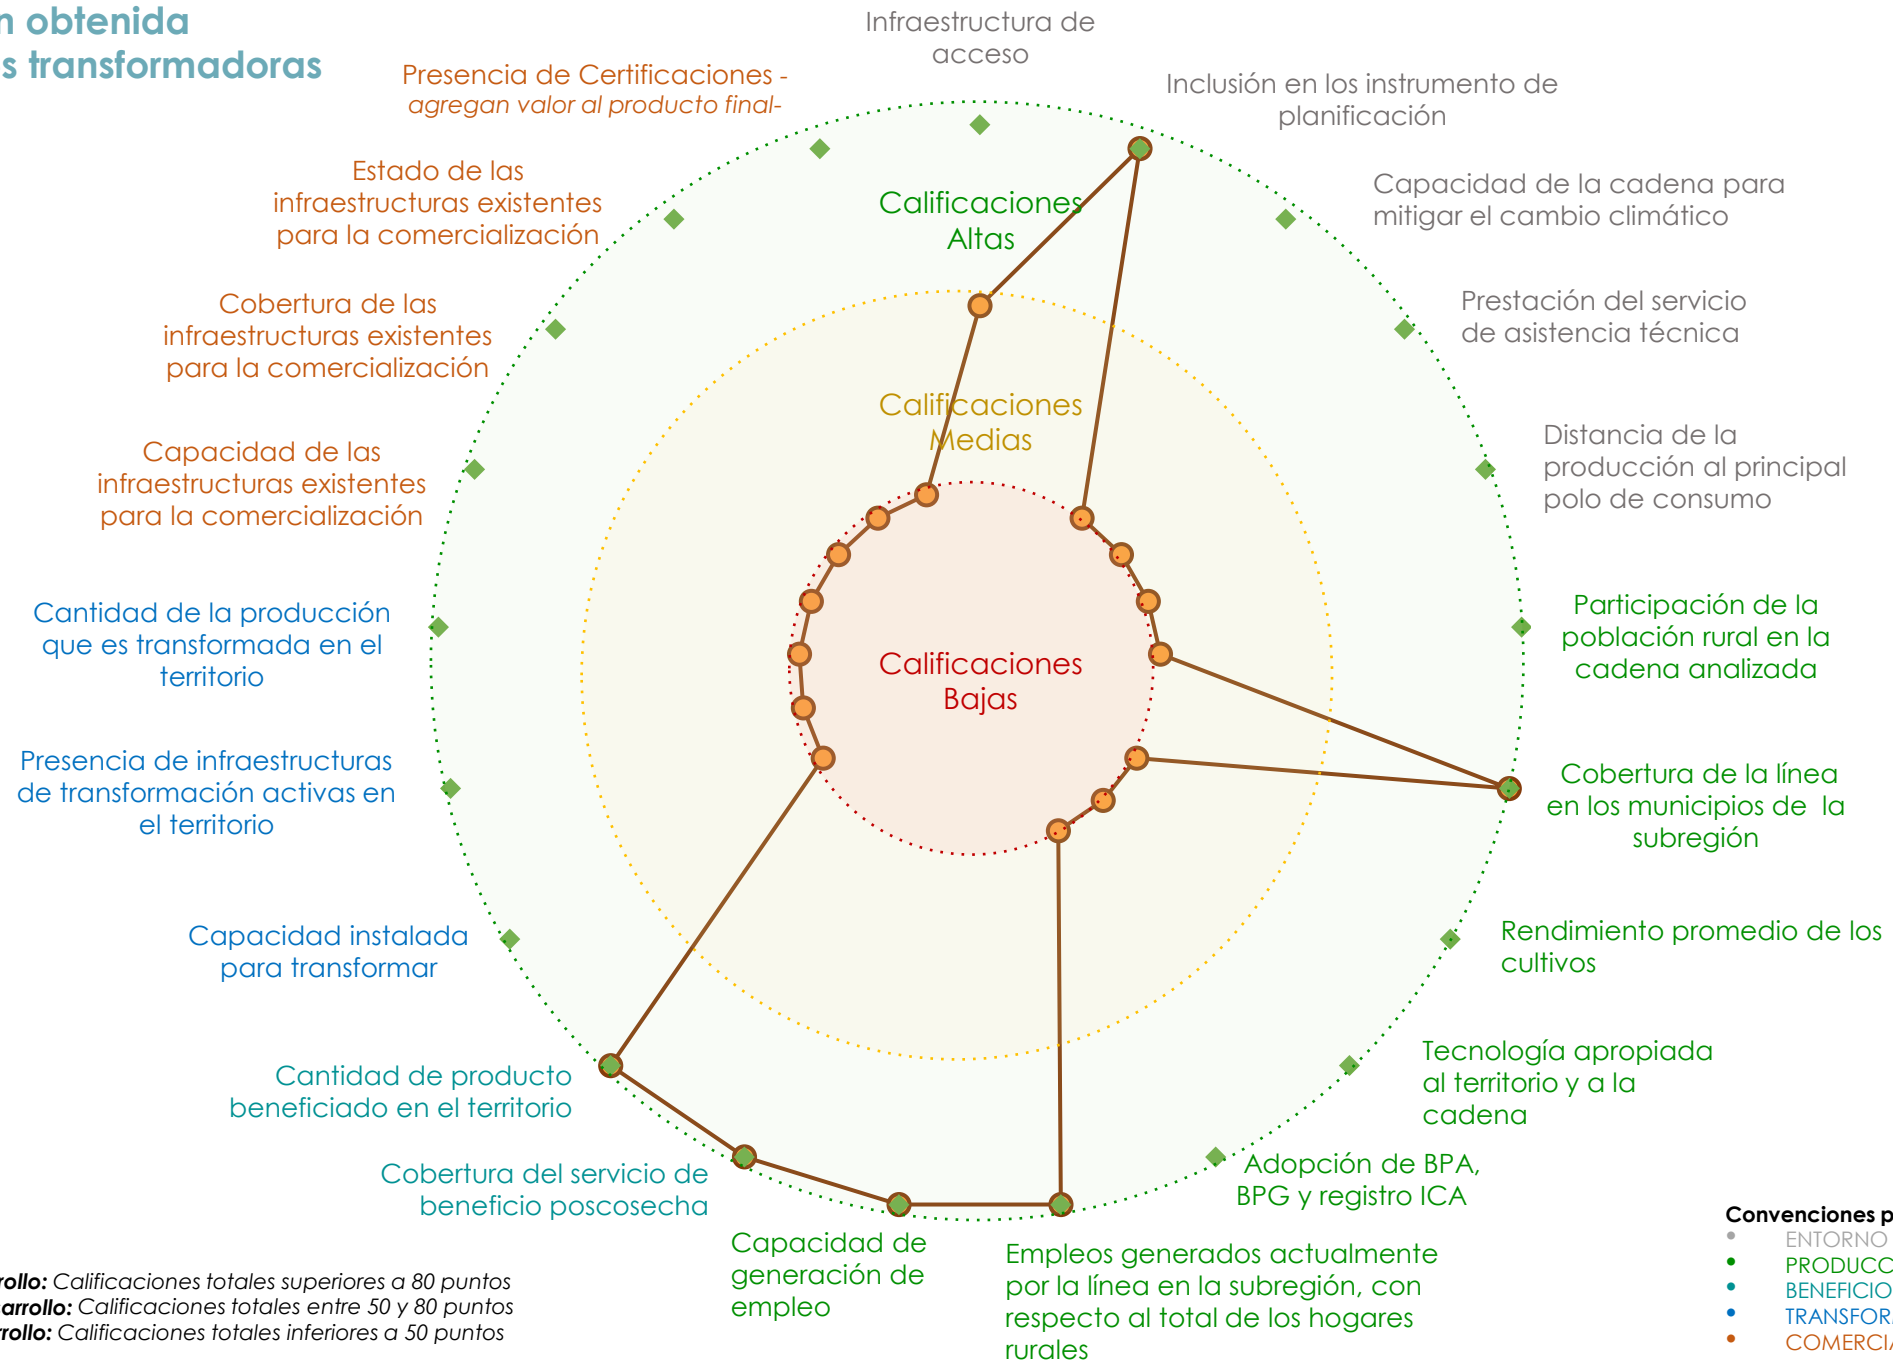 n obtenida
s transformadoras
Infraestructura de
acceso
Presencia de Certificaciones -
agregan valor al producto final-
Inclusión en los instrumento de
planificación
Estado de las
infraestructuras existentes
para la comercialización
Capacidad de la cadena para
mitigar el cambio climático
Calificaciones
Altas
Cobertura de las
infraestructuras existentes
para la comercialización
Prestación del servicio
de asistencia técnica
Calificaciones
Medias
Capacidad de las
infraestructuras existentes
para la comercialización
Distancia de la
producción al principal
polo de consumo
Cantidad de la producción
que es transformada en el
territorio
Participación de la
población rural en la
cadena analizada
Calificaciones
Bajas
Presencia de infraestructuras
de transformación activas en
el territorio
Cobertura de la línea
en los municipios de la
subregión
Capacidad instalada
para transformar
Rendimiento promedio de los
cultivos
Cantidad de producto
beneficiado en el territorio
Tecnología apropiada
al territorio y a la
cadena
Cobertura del servicio de
beneficio poscosecha
Adopción de BPA,
BPG y registro ICA
Capacidad de
generación de
empleo
Empleos generados actualmente
por la línea en la subregión, con
respecto al total de los hogares
rurales
rollo: Calificaciones totales superiores a 80 puntos
arrollo: Calificaciones totales entre 50 y 80 puntos
rollo: Calificaciones totales inferiores a 50 puntos
Convenciones p
• ENTORNO
• PRODUCC
• BENEFICIO
• TRANSFOR
• COMERCIA